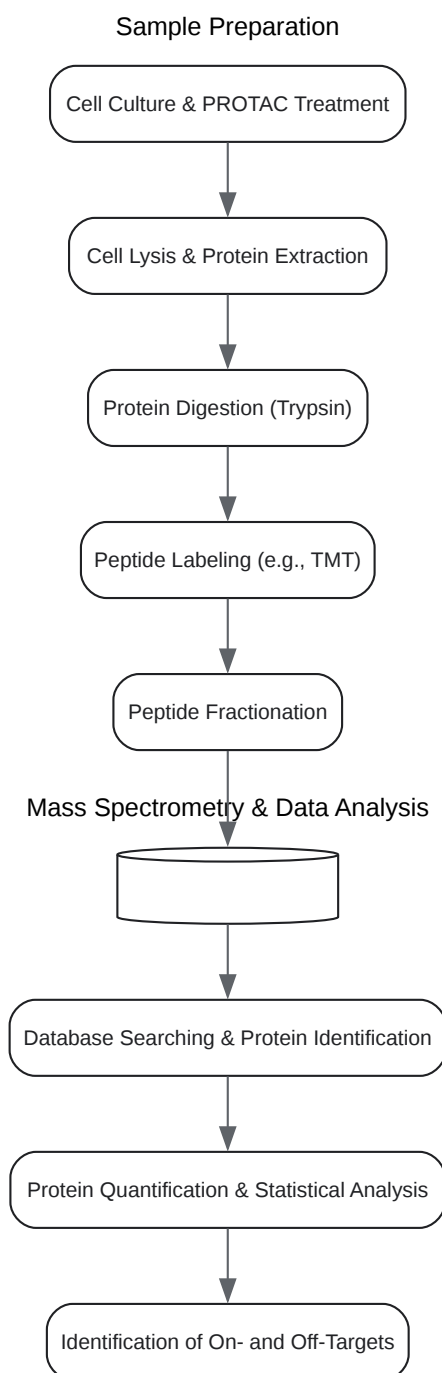 Sample Preparation
Cell Culture & PROTAC Treatment
Cell Lysis & Protein Extraction
Protein Digestion (Trypsin)
Peptide Labeling (e.g., TMT)
Peptide Fractionation
Mass Spectrometry & Data Analysis
Database Searching & Protein Identification
Protein Quantification & Statistical Analysis
Identification of On- and Off-Targets